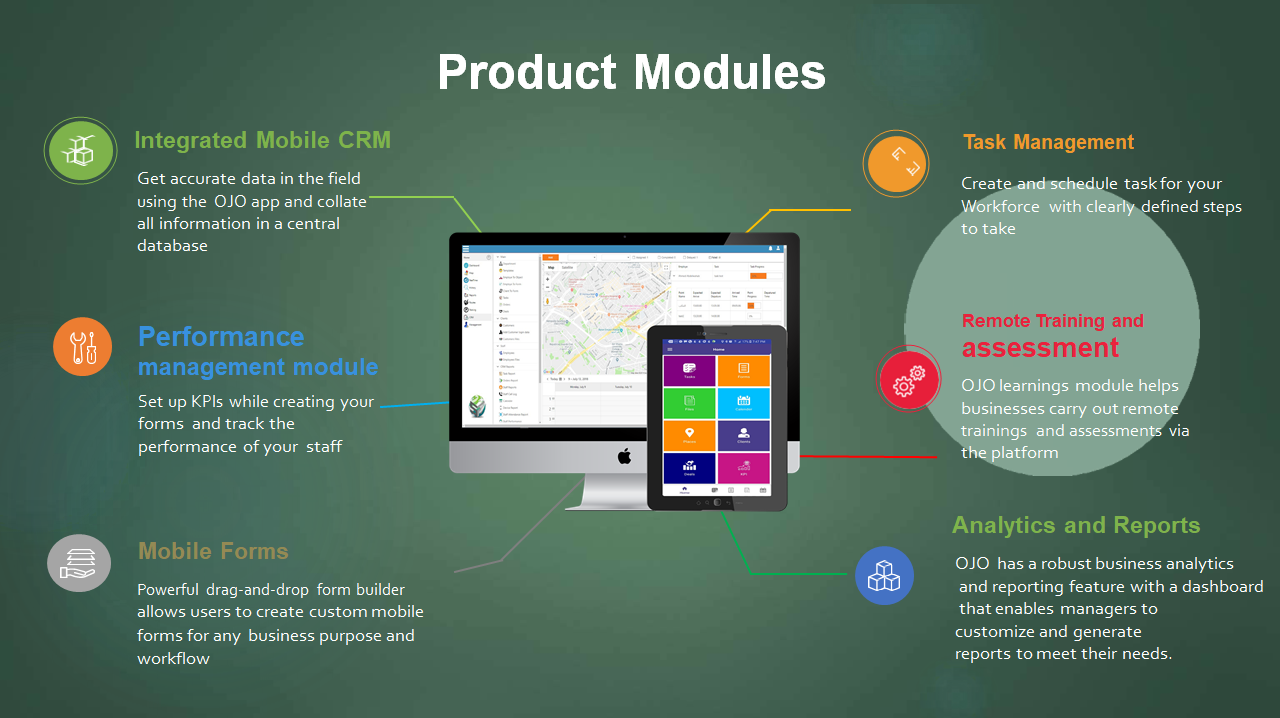 Product Modules
Integrated Mobile CRM
Get accurate data in the field
using the OJO app and collate
all information in a central
database
Performance
management module
Set up KPIs while creating your
forms and track the
performance of your staff
Mobile Forms
Powerful drag-and-drop form builder
allows users to create custom mobile
forms for any business purpose and
workflow
Map
Home
Tasks
Forms
Files
Calendar
Places
Clients
Deals
KPI
Task Management
Create and schedule task for your
Workforce with clearly defined steps
to take
Remote Training and
assessment
OJO learnings module helps
businesses carry out remote
trainings and assessments via
the platform
Analytics and Reports
OJO has a robust business analytics
and reporting feature with a dashboard
that enables managers to
customize and generate
reports to meet their needs.